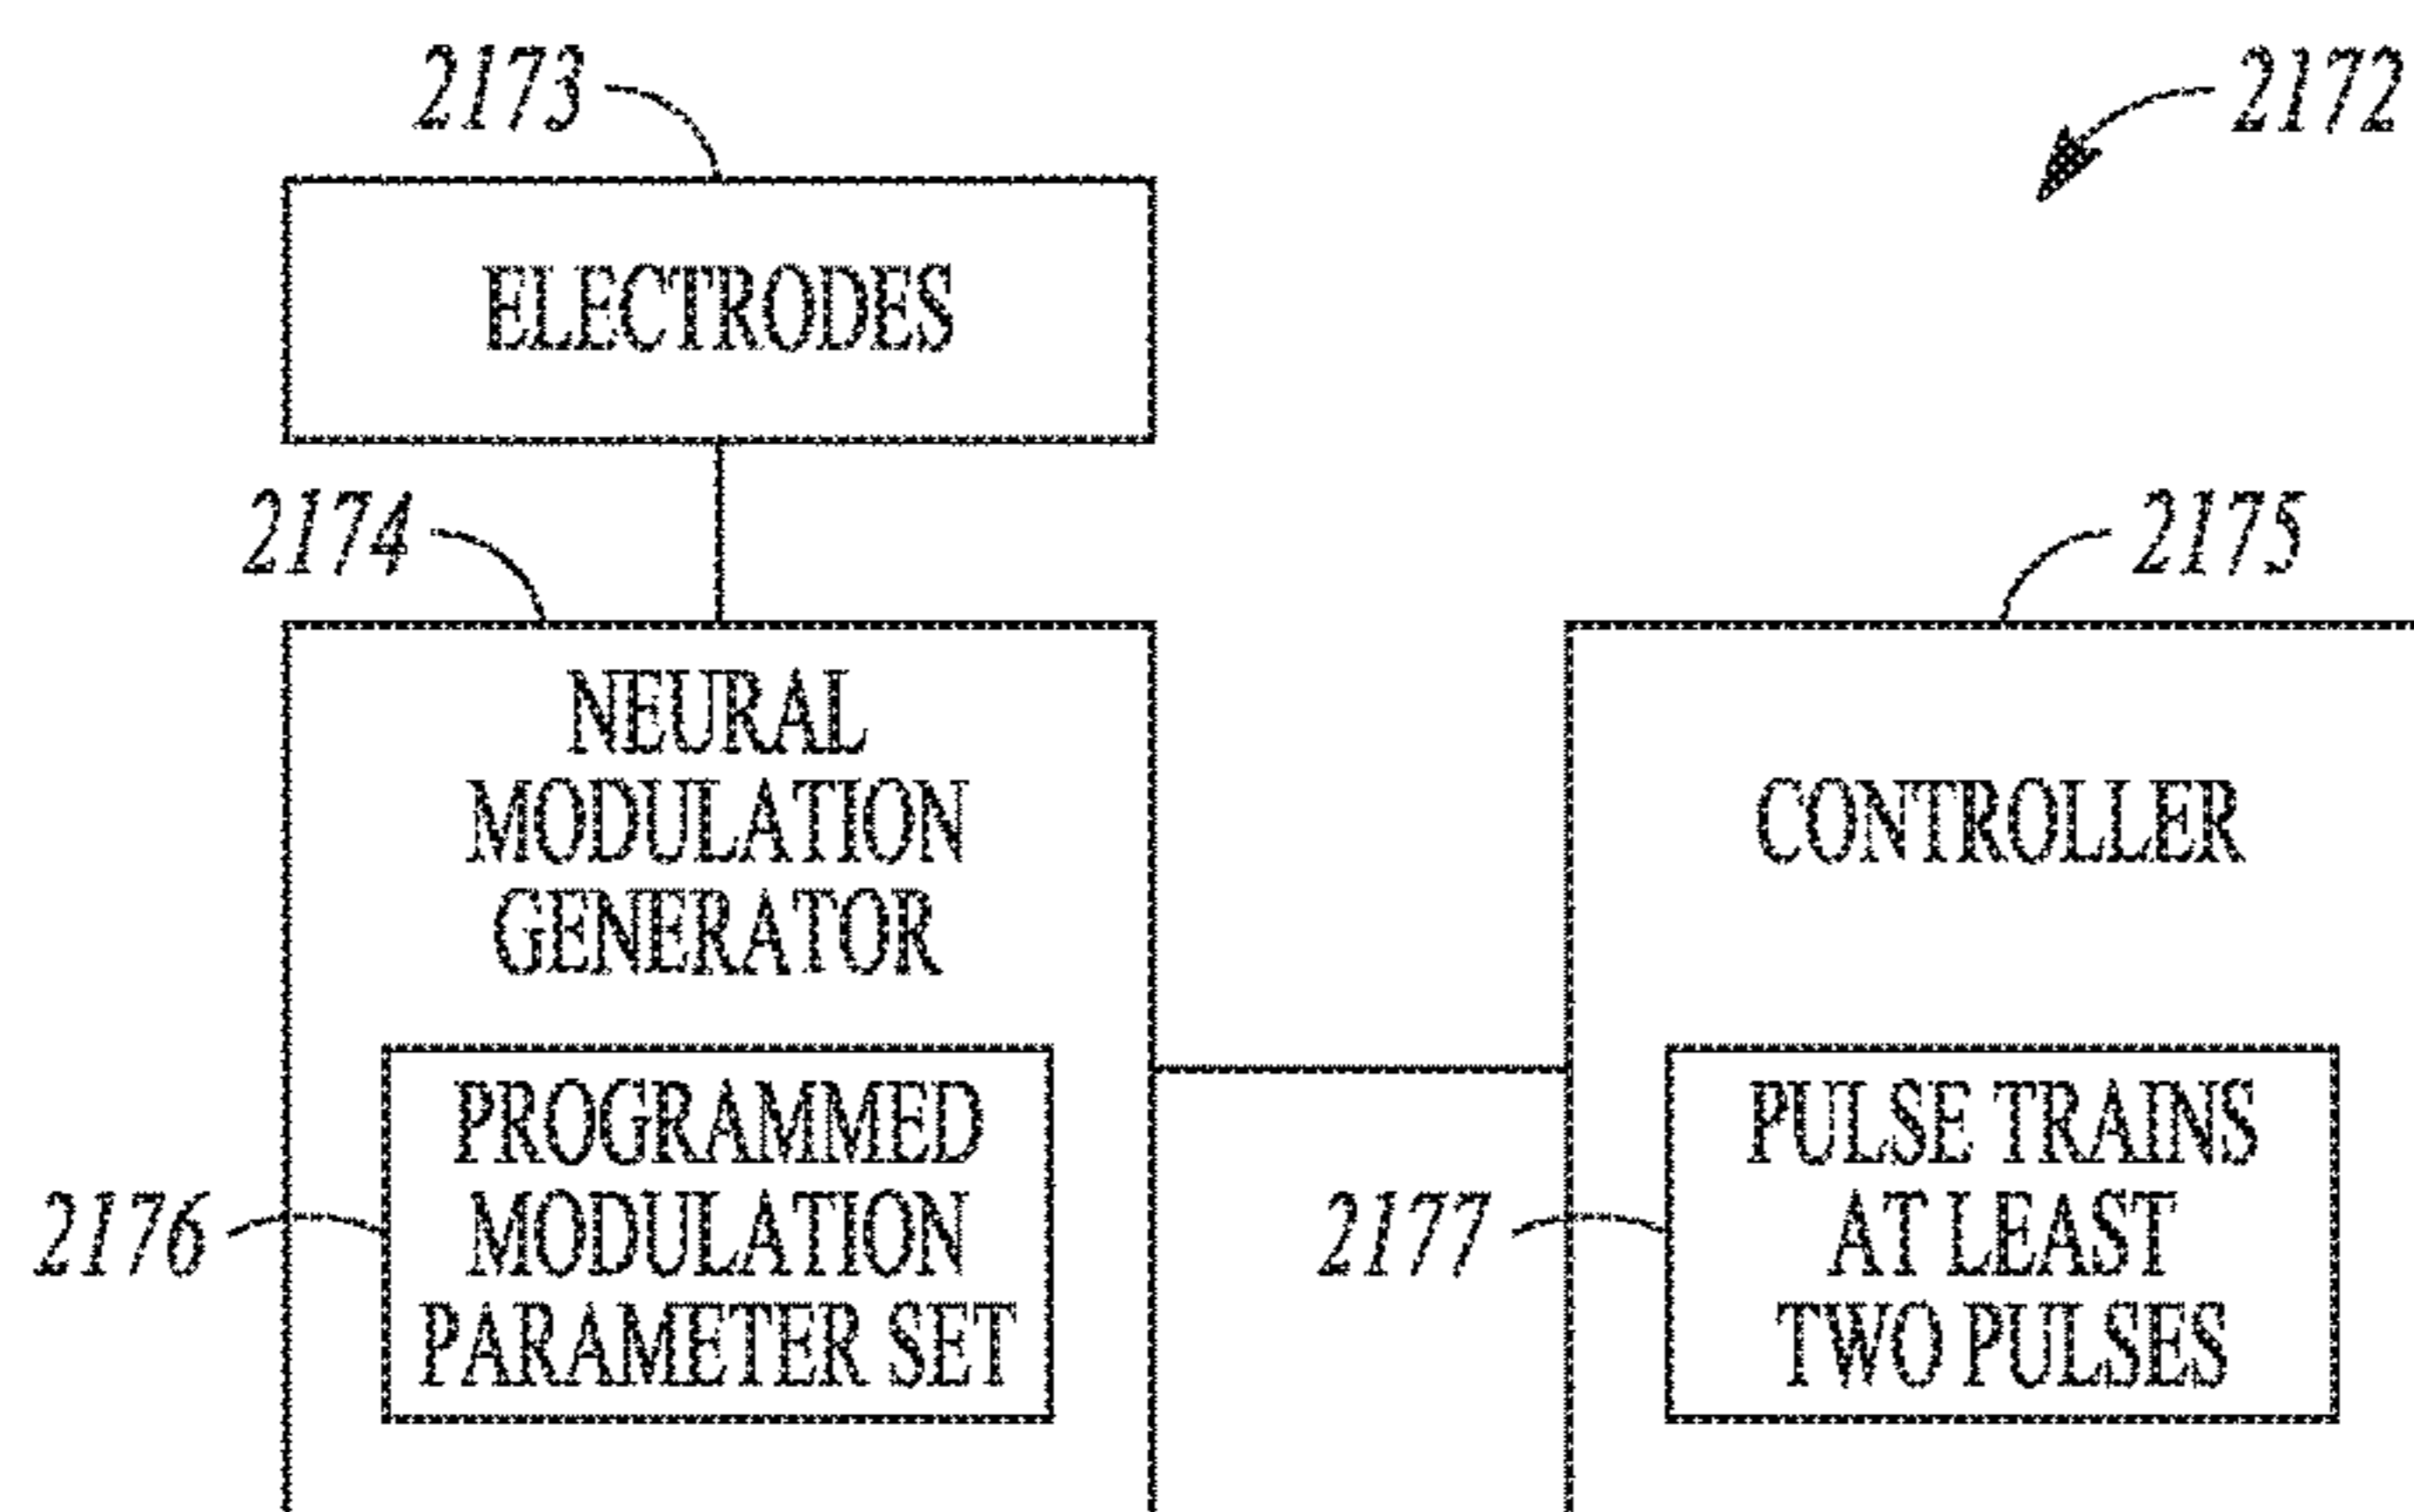 2173
2172
ELECTRODES
2174
2175
NEURAL
MODULATION
GENERATOR
CONTROLLER
PROGRAMMED
MODULATION
PARAMETER SET
2176
PULSE TRAINS
AT LEAST
TWO PULSES
2177